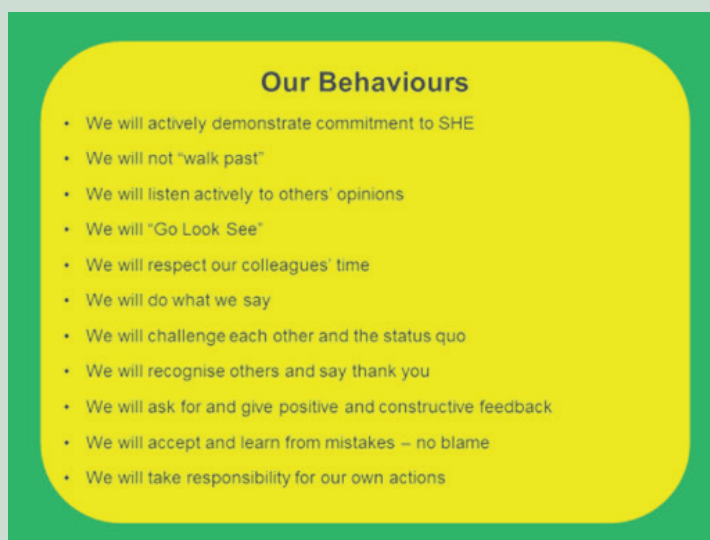 Our Behaviours
• We will actively demonstrate commitment to SHE
• We will not “walk past”
• We will listen actively to others’ opinions
• We will “Go Look See”
• We will respect our colleagues’ time
• We will do what we say
• We will challenge each other and the status quo
• We will recognise others and say thank you
• We will ask for and give positive and constructive feedback
• We will accept and learn from mistakes – no blame
• We will take responsibility for our own actions